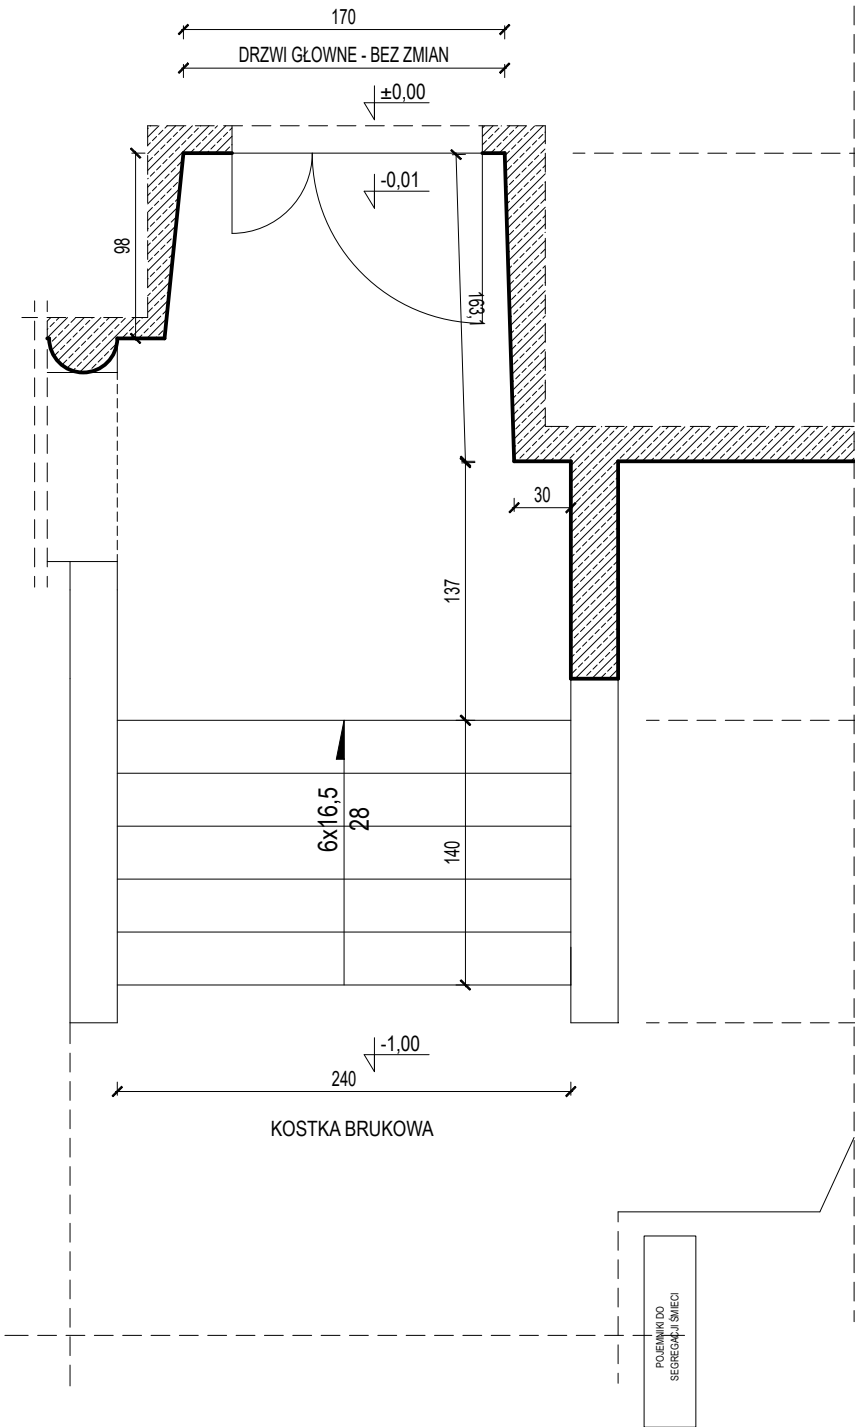 170
DRZWI GŁOWNE - BEZ ZMIAN
±0,00
-0,01
98
163,1
30
137
6x16,5
28
140
-1,00
240
KOSTKA BRUKOWA
POJEMNIKI DO
SEGREGACJI ŚMIECI